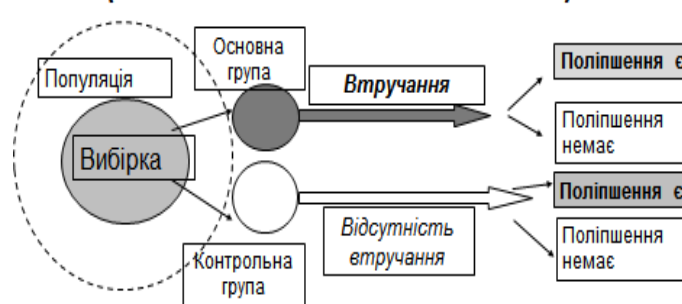 Популяція
Вибірка
Основна
група
Контрольна
група
Втручання
Відсутність
втручання
Поліпшення є
Поліпшення
немає
Поліпшення є
Поліпшення
немає